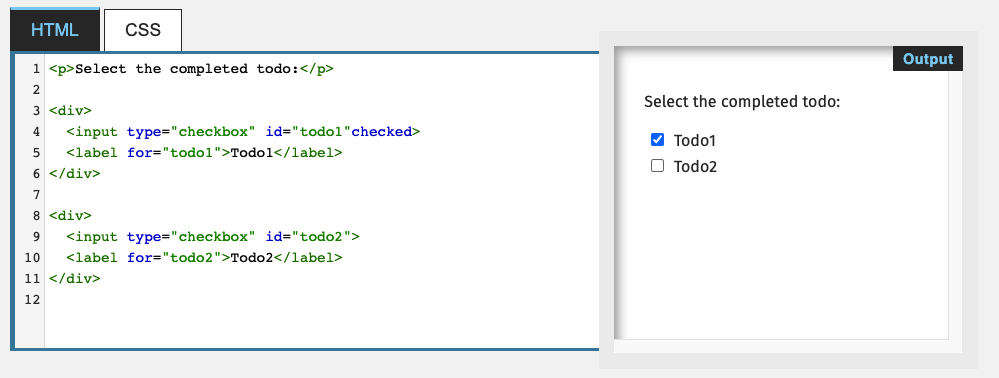 HTML CSS
Output
1 <p>Select the completed todo:</p>
2
3 <div>
4   <input type="checkbox" id="todo1"checked>
5   <label for="todo1">Todo1</label>
6 </div>
7
8 <div>
9   <input type="checkbox" id="todo2">
10   <label for="todo2">Todo2</label>
11 </div>
12
Select the completed todo:
Todo1
Todo2